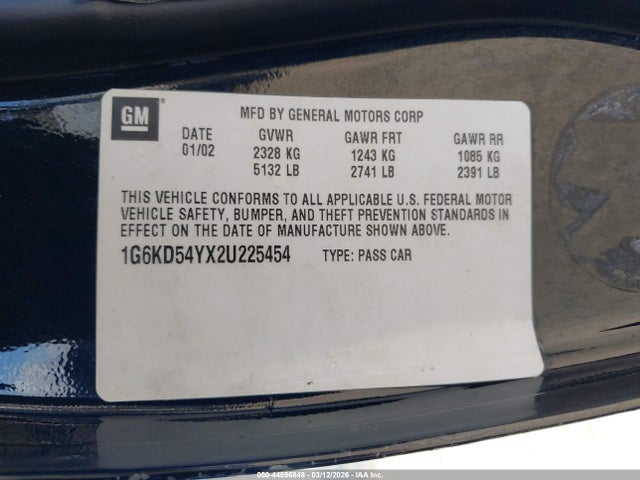 GM
MFD BY GENERAL MOTORS CORP
DATE GVWR GAWR FRT GAWR RR
01/02 2328 KG 1243 KG 1085 KG
5132 LB 2741 LB 2391 LB
THIS VEHICLE CONFORMS TO ALL APPLICABLE U.S. FEDERAL MOTOR
VEHICLE SAFETY, BUMPER, AND THEFT PREVENTION STANDARDS IN
EFFECT ON THE DATE OF MANUFACTURE SHOWN ABOVE.
1G6KD54YX2U225454 TYPE: PASS CAR
000-44595848 - 03/12/2026 - IAAI.COM